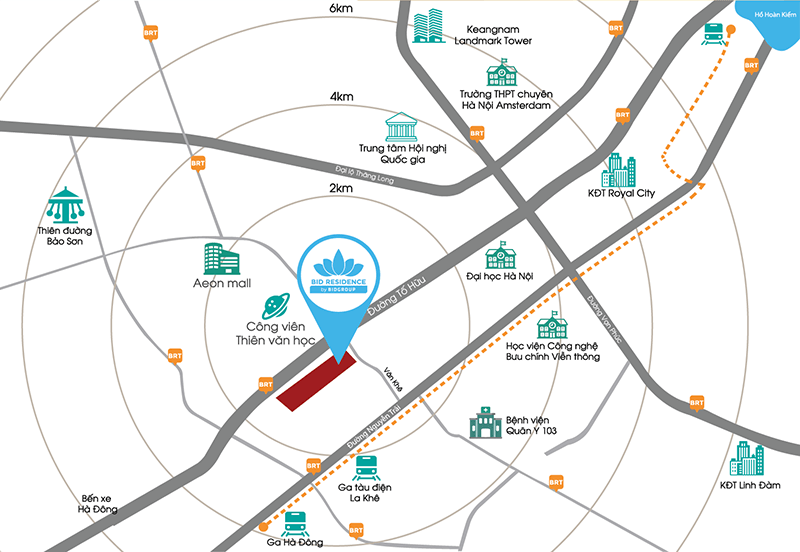 6km
Hồ Hoàn Kiếm
BRT
BRT
Keangnam
Landmark Tower
BRT
4km
Trường THPT chuyên
Hà Nội Amsterdam
BRT
BRT
Trung tâm Hội nghị
Quốc gia
BRT
Đại lộ Thăng Long
2km
KĐT Royal City
Thiên đường
Bảo Sơn
Aeon mall
BID RESIDENCE
by BIDGROUP
Đại học Hà Nội
Đường Tố Hữu
Công viên
Thiên văn học
Đường Vạn Phúc
Học viện Công nghệ
Bưu chính Viễn thông
BRT
BRT
Văn Khê
BRT
Đường Nguyễn Trãi
Bệnh viện
Quân Y 103
BRT
Ga tàu điện
La Khê
BRT
KĐT Linh Đàm
Bến xe
Hà Đông
BRT
Ga Hà Đông